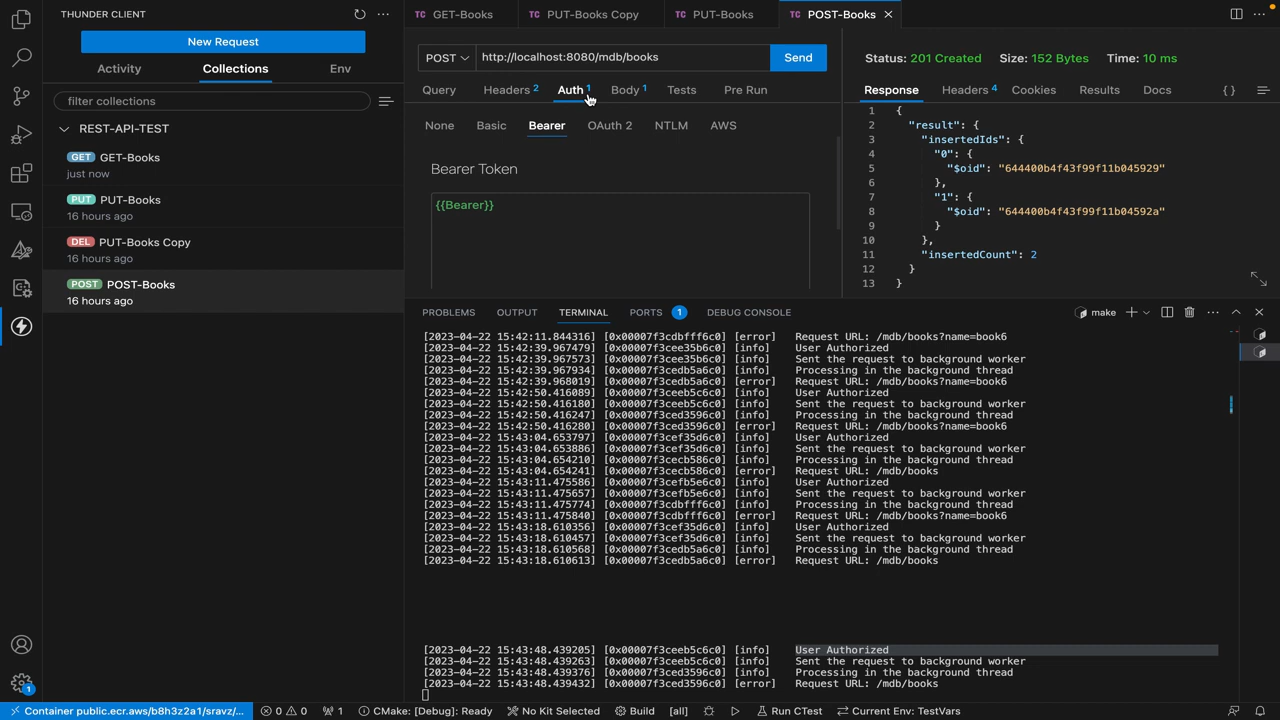 THUNDER CLIENT
New Request
Activity Collections Env
filter collections
REST-API-TEST
GET GET-Books
just now
PUT PUT-Books
16 hours ago
DEL PUT-Books Copy
16 hours ago
POST POST-Books
16 hours ago
TC GET-Books TC PUT-Books Copy TC PUT-Books TC POST-Books
POST http://localhost:8080/mdb/books Send
Query Headers 2 Auth 1 Body 1 Tests Pre Run
None Basic Bearer OAuth 2 NTLM AWS
Bearer Token
{{Bearer}}
Status: 201 Created Size: 152 Bytes Time: 10 ms
Response Headers 4 Cookies Results Docs { }
1 {
2 "result": {
3 "insertedIds": {
4 "0": {
5 "$oid": "644400b4f43f99f11b045929"
6 },
7 "1": {
8 "$oid": "644400b4f43f99f11b04592a"
9 }
10 },
11 "insertedCount": 2
12 }
13 }
PROBLEMS OUTPUT TERMINAL PORTS 1 DEBUG CONSOLE make
[2023-04-22 15:42:11.844316] [0x00007f3cdbfff6c0] [error] Request URL: /mdb/books?name=book6
[2023-04-22 15:42:39.967479] [0x00007f3cee35b6c0] [info] User Authorized
[2023-04-22 15:42:39.967573] [0x00007f3cee35b6c0] [info] Sent the request to background worker
[2023-04-22 15:42:39.967934] [0x00007f3cedb5a6c0] [info] Processing in the background thread
[2023-04-22 15:42:39.968019] [0x00007f3cedb5a6c0] [error] Request URL: /mdb/books?name=book6
[2023-04-22 15:42:50.416089] [0x00007f3ceeb5c6c0] [info] User Authorized
[2023-04-22 15:42:50.416180] [0x00007f3ceeb5c6c0] [info] Sent the request to background worker
[2023-04-22 15:42:50.416247] [0x00007f3ced3596c0] [info] Processing in the background thread
[2023-04-22 15:42:50.416280] [0x00007f3ced3596c0] [error] Request URL: /mdb/books?name=book6
[2023-04-22 15:43:04.653797] [0x00007f3cef35d6c0] [info] User Authorized
[2023-04-22 15:43:04.653886] [0x00007f3cef35d6c0] [info] Sent the request to background worker
[2023-04-22 15:43:04.654210] [0x00007f3cecb586c0] [info] Processing in the background thread
[2023-04-22 15:43:04.654241] [0x00007f3cecb586c0] [error] Request URL: /mdb/books
[2023-04-22 15:43:11.475586] [0x00007f3cefb5e6c0] [info] User Authorized
[2023-04-22 15:43:11.475657] [0x00007f3cefb5e6c0] [info] Sent the request to background worker
[2023-04-22 15:43:11.475774] [0x00007f3cdbfff6c0] [info] Processing in the background thread
[2023-04-22 15:43:11.475840] [0x00007f3cdbfff6c0] [error] Request URL: /mdb/books?name=book6
[2023-04-22 15:43:18.610356] [0x00007f3cef35d6c0] [info] User Authorized
[2023-04-22 15:43:18.610457] [0x00007f3cef35d6c0] [info] Sent the request to background worker
[2023-04-22 15:43:18.610568] [0x00007f3cedb5a6c0] [info] Processing in the background thread
[2023-04-22 15:43:18.610613] [0x00007f3cedb5a6c0] [error] Request URL: /mdb/books
[2023-04-22 15:43:48.439205] [0x00007f3ceeb5c6c0] [info] User Authorized
[2023-04-22 15:43:48.439263] [0x00007f3ceeb5c6c0] [info] Sent the request to background worker
[2023-04-22 15:43:48.439376] [0x00007f3ced3596c0] [info] Processing in the background thread
[2023-04-22 15:43:48.439432] [0x00007f3ced3596c0] [error] Request URL: /mdb/books
1
Container public.ecr.aws/b8h3z2a1/sravz/... 0 0 1 CMake: [Debug]: Ready No Kit Selected Build [all] Run CTest Current Env: TestVars